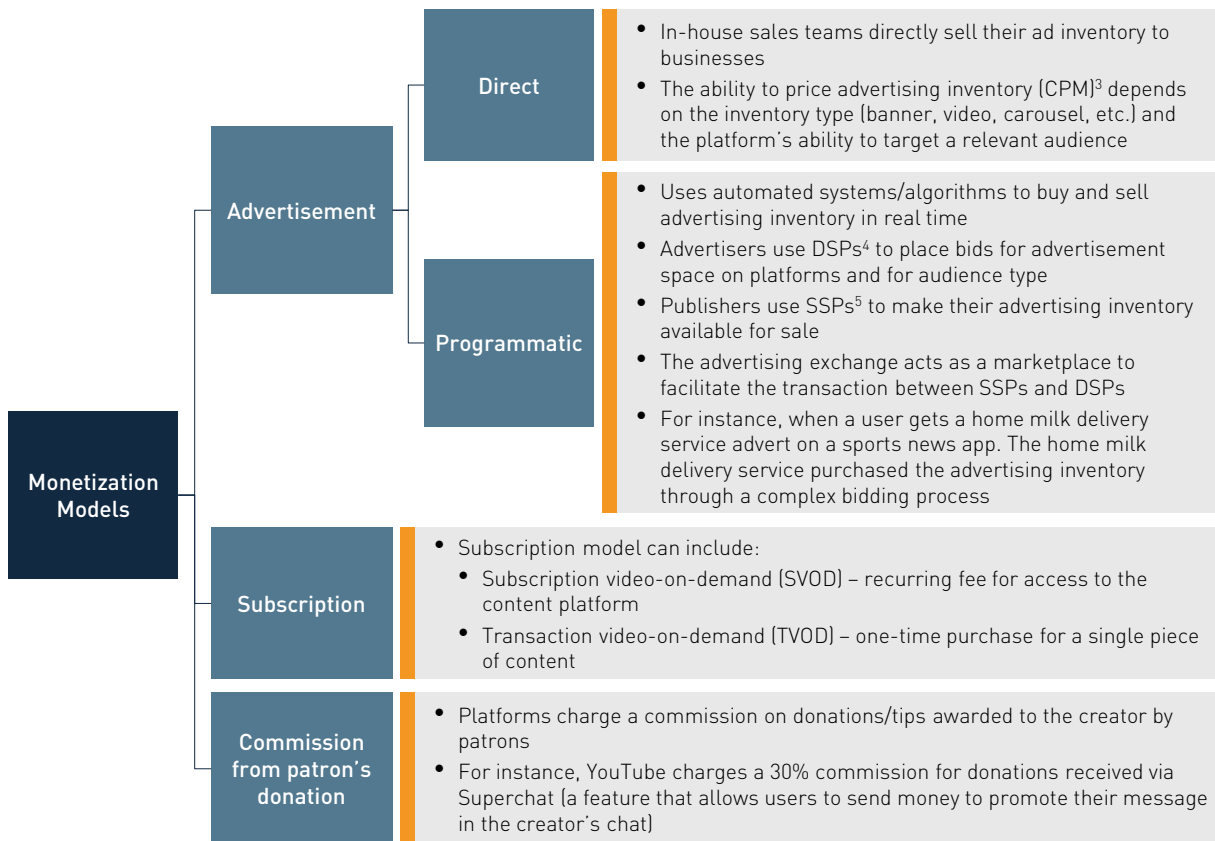 Monetization
Models
Advertisement
Direct
• In-house sales teams directly sell their ad inventory to
businesses
• The ability to price advertising inventory (CPM)³ depends
on the inventory type (banner, video, carousel, etc.) and
the platform's ability to target a relevant audience
Programmatic
• Uses automated systems/algorithms to buy and sell
advertising inventory in real time
• Advertisers use DSPs⁴ to place bids for advertisement
space on platforms and for audience type
• Publishers use SSPs⁵ to make their advertising inventory
available for sale
• The advertising exchange acts as a marketplace to
facilitate the transaction between SSPs and DSPs
• For instance, when a user gets a home milk delivery
service advert on a sports news app. The home milk
delivery service purchased the advertising inventory
through a complex bidding process
Subscription
• Subscription model can include:
• Subscription video-on-demand (SVOD) – recurring fee for access to the
content platform
• Transaction video-on-demand (TVOD) – one-time purchase for a single piece
of content
Commission
from patron's
donation
• Platforms charge a commission on donations/tips awarded to the creator by
patrons
• For instance, YouTube charges a 30% commission for donations received via
Superchat (a feature that allows users to send money to promote their message
in the creator's chat)